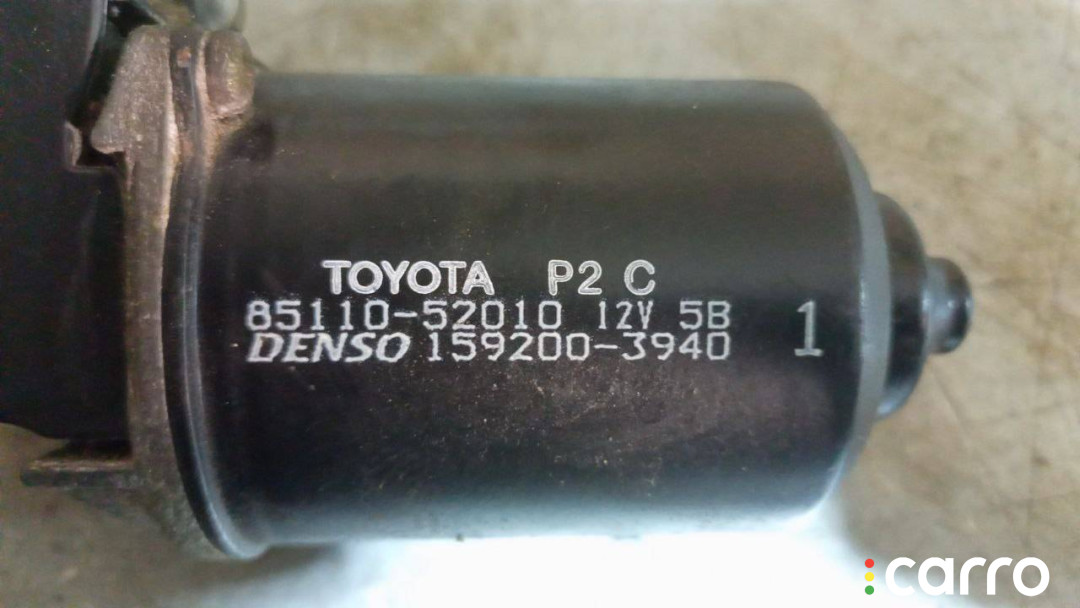 TOYOTA P2 C
85110-52010 12V 5B
DENSO 159200-3940 1
carro